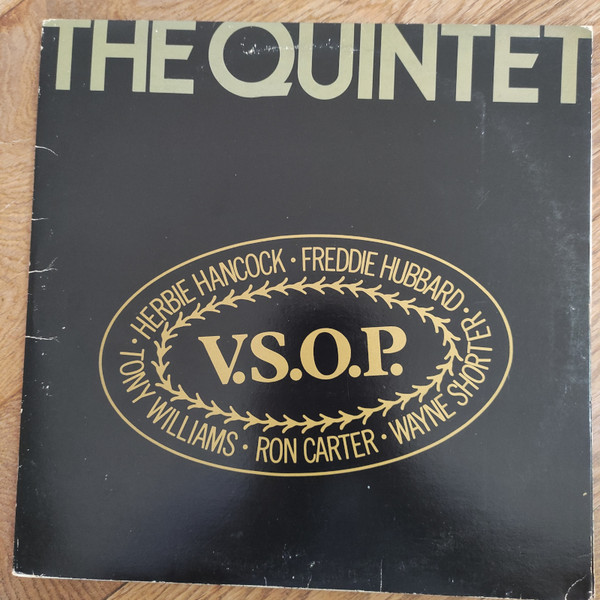 THE QUINTET
HERBIE HANCOCK · FREDDIE HUBBARD ·
V.S.O.P.
TONY WILLIAMS · RON CARTER · WAYNE SHORTER ·